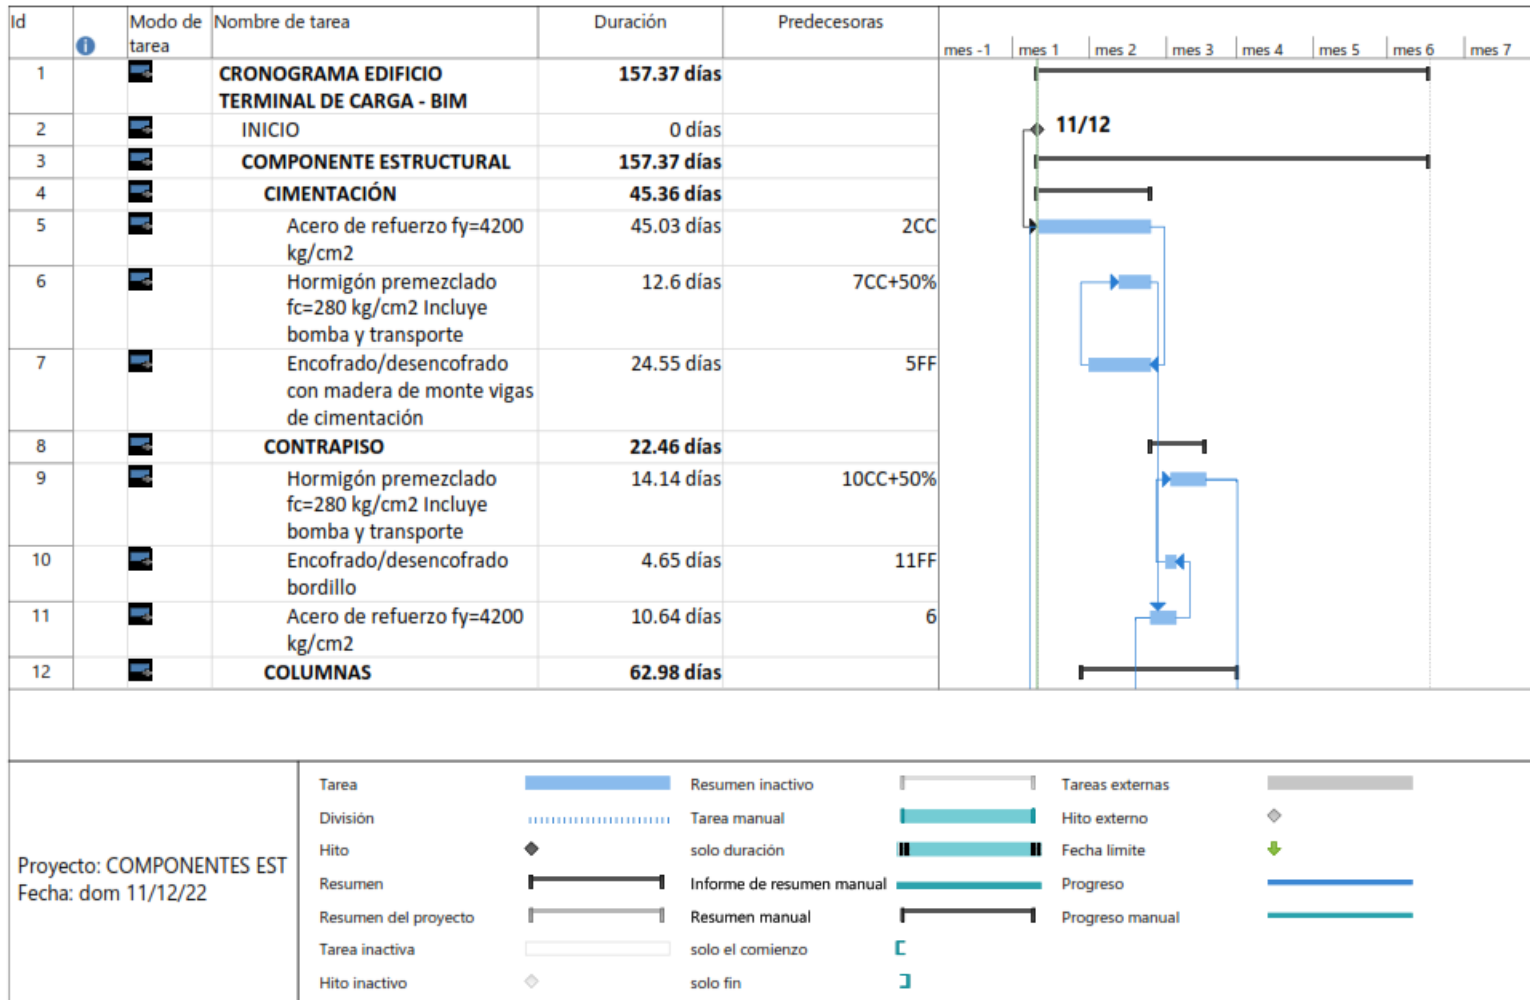 Id Modo de tarea Nombre de tarea Duración Predecesoras
mes -1 mes 1 mes 2 mes 3 mes 4 mes 5 mes 6 mes 7
1 CRONOGRAMA EDIFICIO 157.37 días
TERMINAL DE CARGA - BIM
2 INICIO 0 días 11/12
3 COMPONENTE ESTRUCTURAL 157.37 días
4 CIMENTACIÓN 45.36 días
5 Acero de refuerzo fy=4200 45.03 días 2CC
kg/cm2
6 Hormigón premezclado 12.6 días 7CC+50%
fc=280 kg/cm2 Incluye
bomba y transporte
7 Encofrado/desencofrado 24.55 días 5FF
con madera de monte vigas
de cimentación
8 CONTRAPISO 22.46 días
9 Hormigón premezclado 14.14 días 10CC+50%
fc=280 kg/cm2 Incluye
bomba y transporte
10 Encofrado/desencofrado 4.65 días 11FF
bordillo
11 Acero de refuerzo fy=4200 10.64 días 6
kg/cm2
12 COLUMNAS 62.98 días
Proyecto: COMPONENTES EST
Fecha: dom 11/12/22
Tarea Resumen inactivo Tareas externas
División Tarea manual Hito externo
Hito solo duración Fecha límite
Resumen Informe de resumen manual Progreso
Resumen del proyecto Resumen manual Progreso manual
Tarea inactiva solo el comienzo
Hito inactivo solo fin